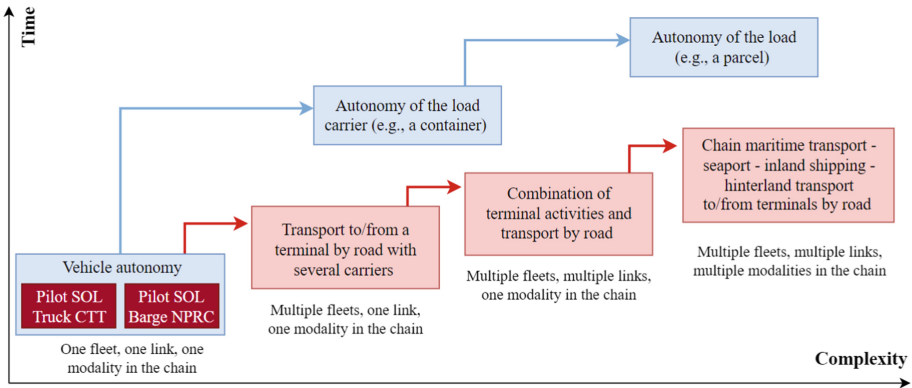 Time
Autonomy of the load
(e.g., a parcel)
Autonomy of the load
carrier (e.g., a container)
Chain maritime transport -
seaport - inland shipping -
hinterland transport
to/from terminals by road
Combination of
terminal activities and
transport by road
Transport to/from a
terminal by road with
several carriers
Vehicle autonomy
Pilot SOL
Truck CTT
Pilot SOL
Barge NPRC
One fleet, one link, one
modality in the chain
Multiple fleets, one link,
one modality in the chain
Multiple fleets, multiple links,
one modality in the chain
Multiple fleets, multiple links,
multiple modalities in the chain
Complexity